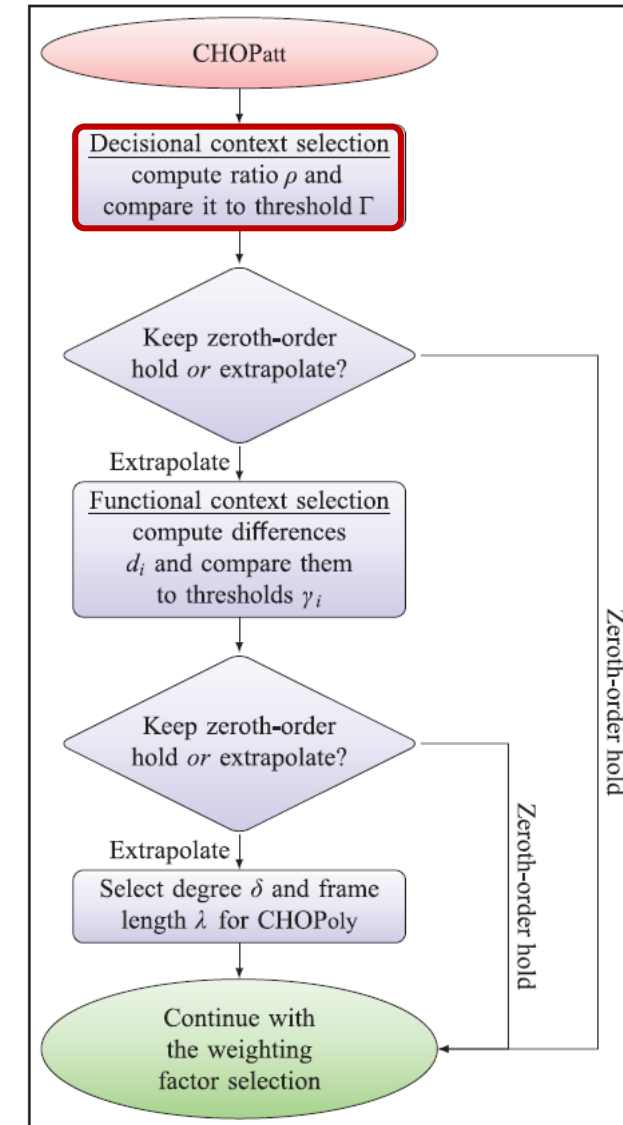 CHOPatt
Decisional context selection
compute ratio ρ and
compare it to threshold Γ
Keep zeroth-order
hold or extrapolate?
Extrapolate
Functional context selection
compute differences
dᵢ and compare them
to thresholds γᵢ
Zeroth-order hold
Keep zeroth-order
hold or extrapolate?
Zeroth-order hold
Extrapolate
Select degree δ and frame
length λ for CHOPoly
Continue with
the weighting
factor selection